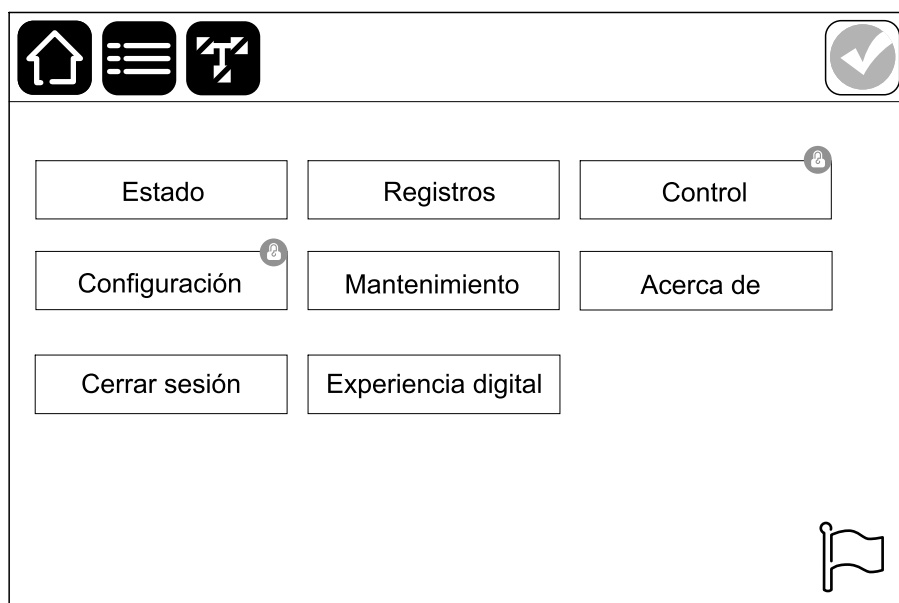 Estado
Registros
Control
Configuración
Mantenimiento
Acerca de
Cerrar sesión
Experiencia digital